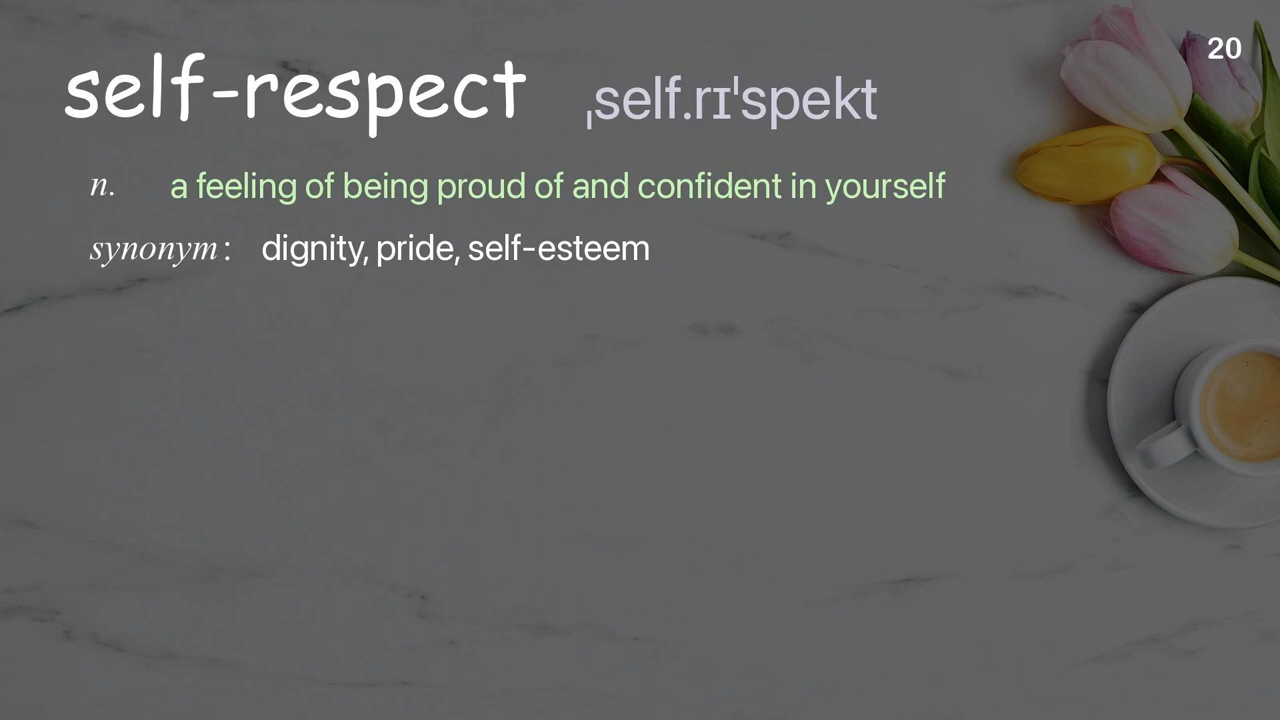 20
self-respect ˌself.rɪˈspekt
n. a feeling of being proud of and confident in yourself
synonym: dignity, pride, self-esteem